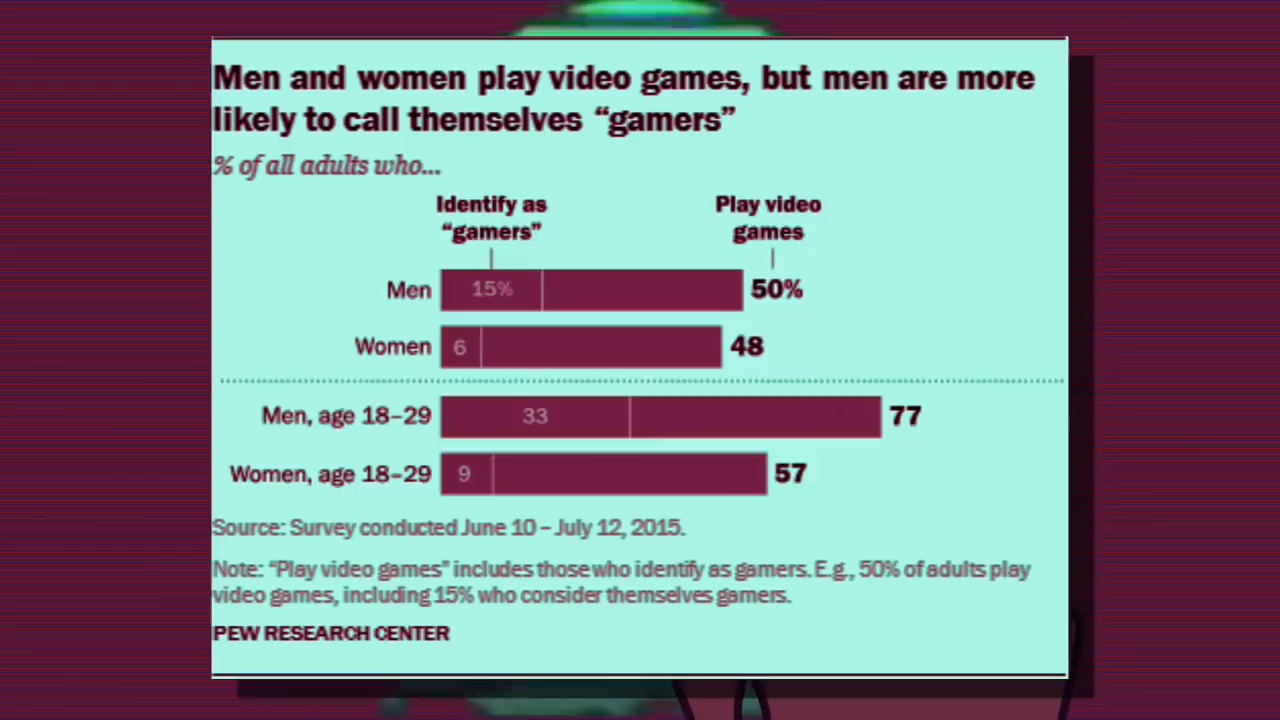 Men and women play video games, but men are more
likely to call themselves “gamers”
% of all adults who...
Identify as
“gamers”
Play video
games
Men 15% 50%
Women 6 48
Men, age 18–29 33 77
Women, age 18–29 9 57
Source: Survey conducted June 10 – July 12, 2015.
Note: “Play video games” includes those who identify as gamers. E.g., 50% of adults play
video games, including 15% who consider themselves gamers.
PEW RESEARCH CENTER